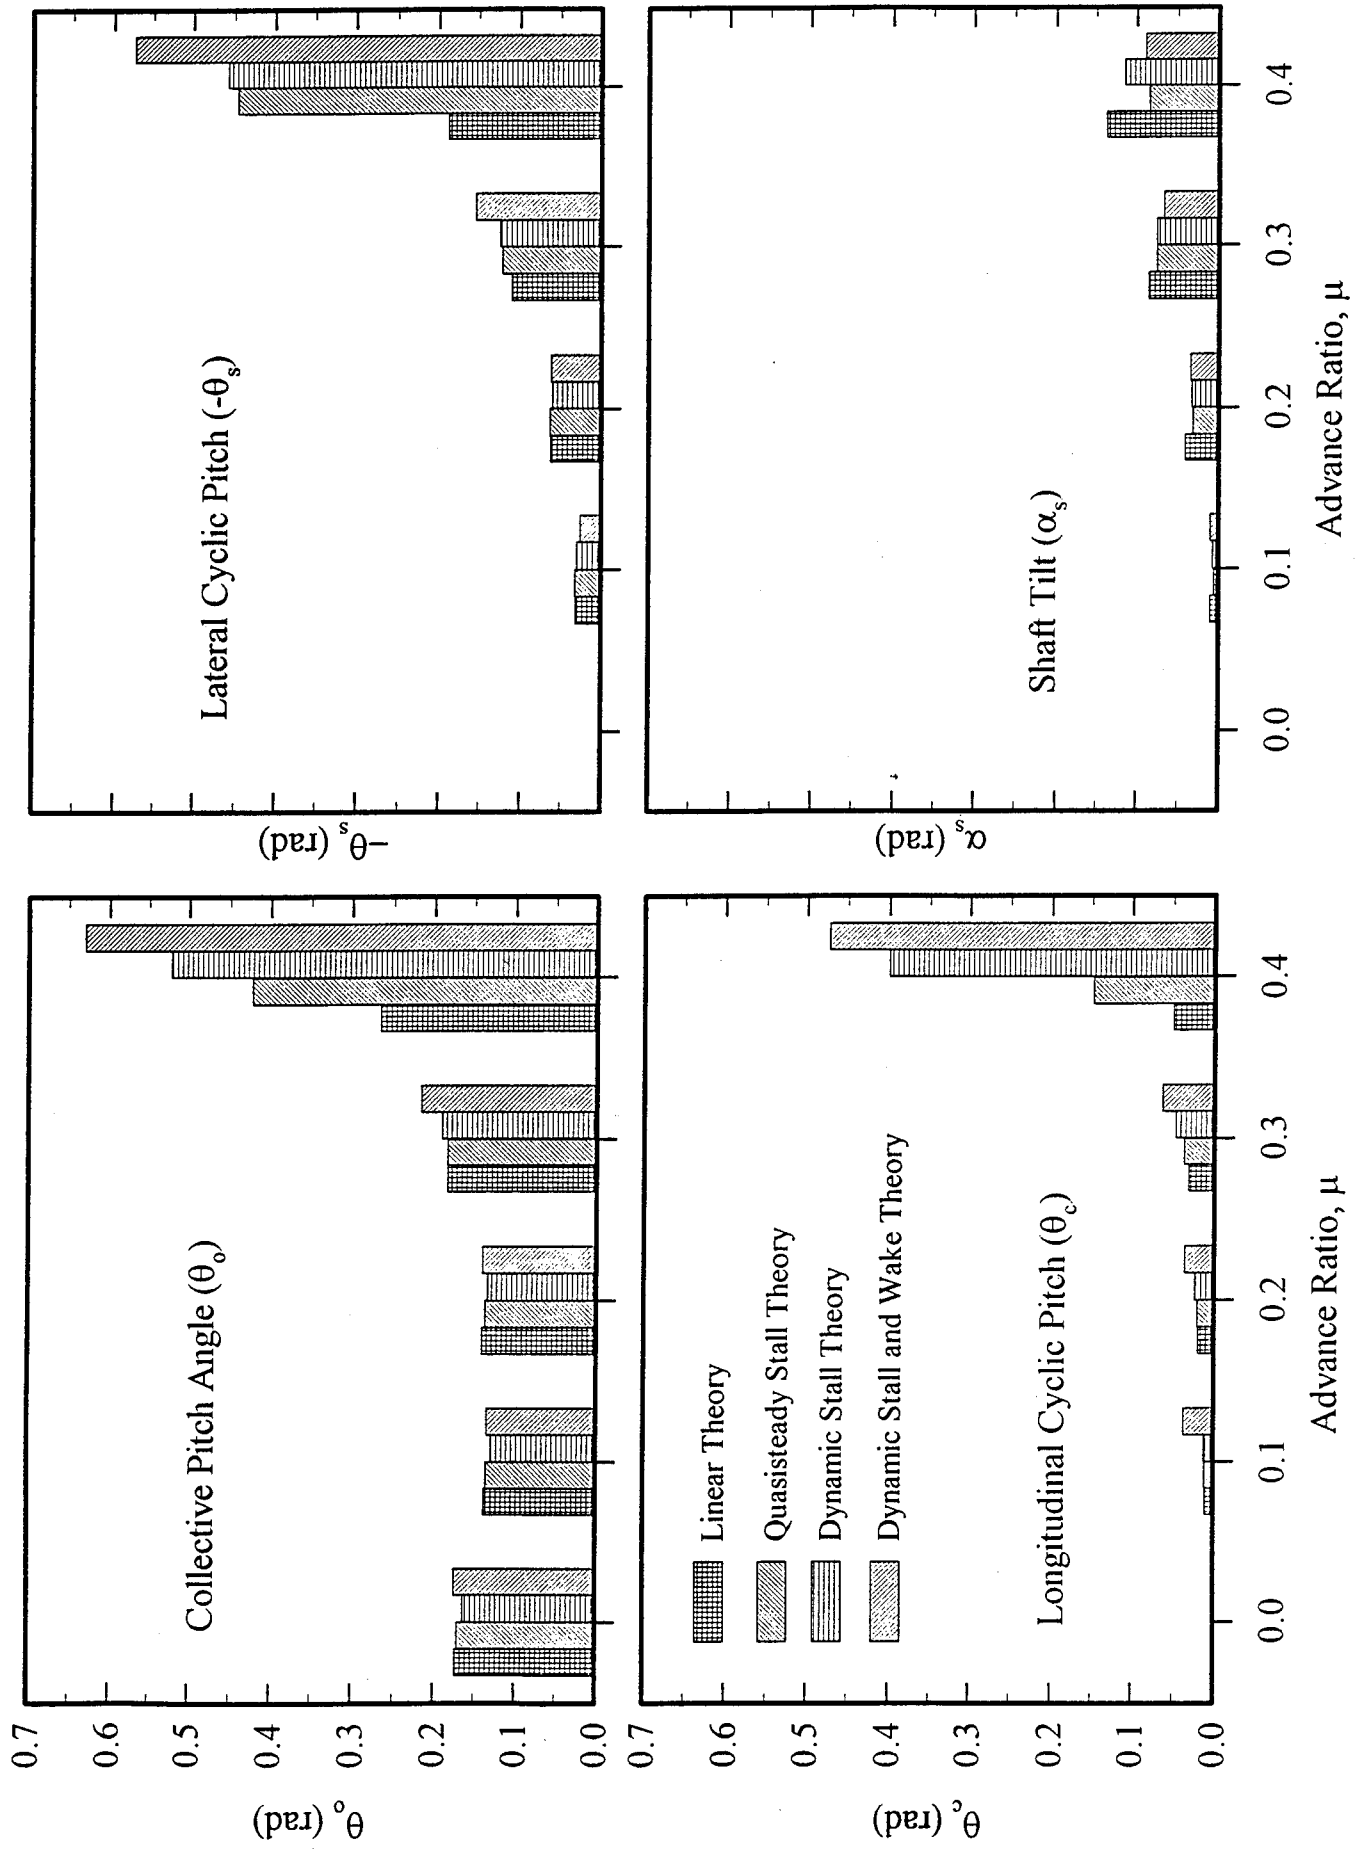 Collective Pitch Angle (θₒ)
θₒ (rad)
0.7
0.6
0.5
0.4
0.3
0.2
0.1
0.0
Lateral Cyclic Pitch (-θₛ)
−θₛ (rad)
Linear Theory
Quasisteady Stall Theory
Dynamic Stall Theory
Dynamic Stall and Wake Theory
Longitudinal Cyclic Pitch (θ_c)
θ_c (rad)
0.7
0.6
0.5
0.4
0.3
0.2
0.1
0.0
0.0 0.1 0.2 0.3 0.4
Advance Ratio, μ
Shaft Tilt (αₛ)
αₛ (rad)
0.0 0.1 0.2 0.3 0.4
Advance Ratio, μ